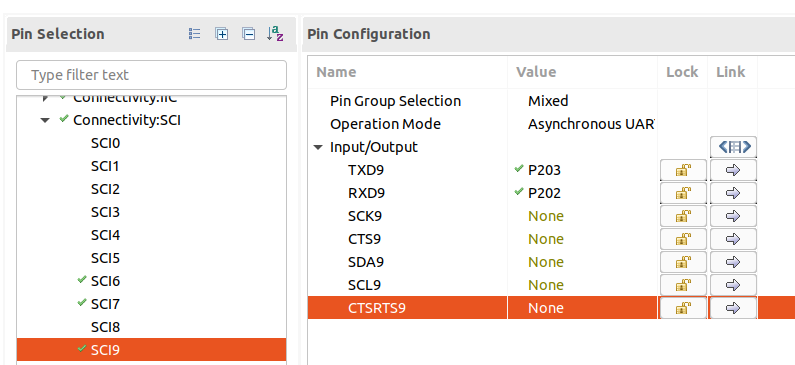 Pin Selection
Type filter text
Connectivity:IIC
Connectivity:SCI
SCI0
SCI1
SCI2
SCI3
SCI4
SCI5
SCI6
SCI7
SCI8
SCI9
Pin Configuration
Name Value Lock Link
Pin Group Selection Mixed
Operation Mode Asynchronous UAR
Input/Output
TXD9 P203
RXD9 P202
SCK9 None
CTS9 None
SDA9 None
SCL9 None
CTSRTS9 None